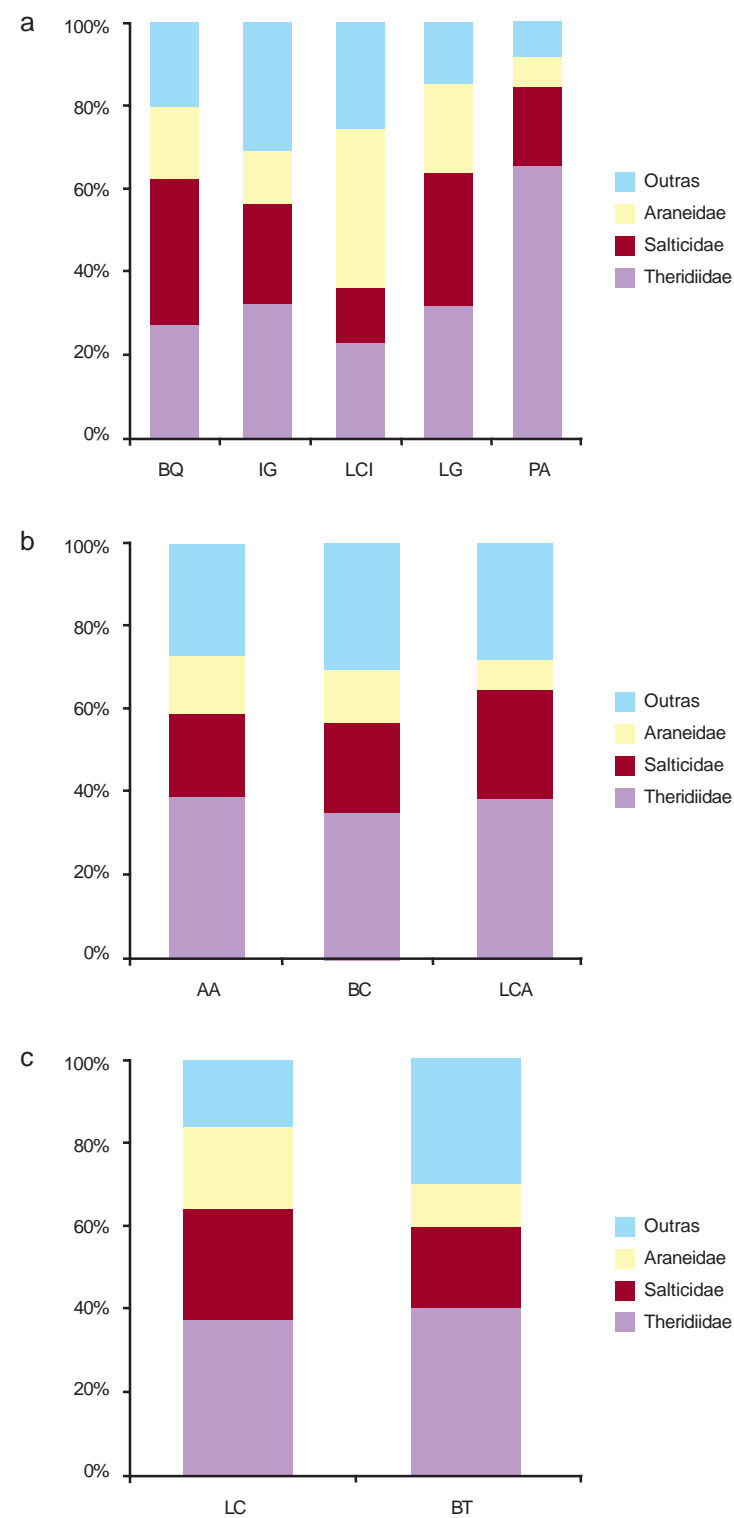 a
100%
80%
60%
40%
20%
0%
BQ IG LCI LG PA
Outras
Araneidae
Salticidae
Theridiidae
b
100%
80%
60%
40%
20%
0%
AA BC LCA
Outras
Araneidae
Salticidae
Theridiidae
c
100%
80%
60%
40%
20%
0%
LC BT
Outras
Araneidae
Salticidae
Theridiidae